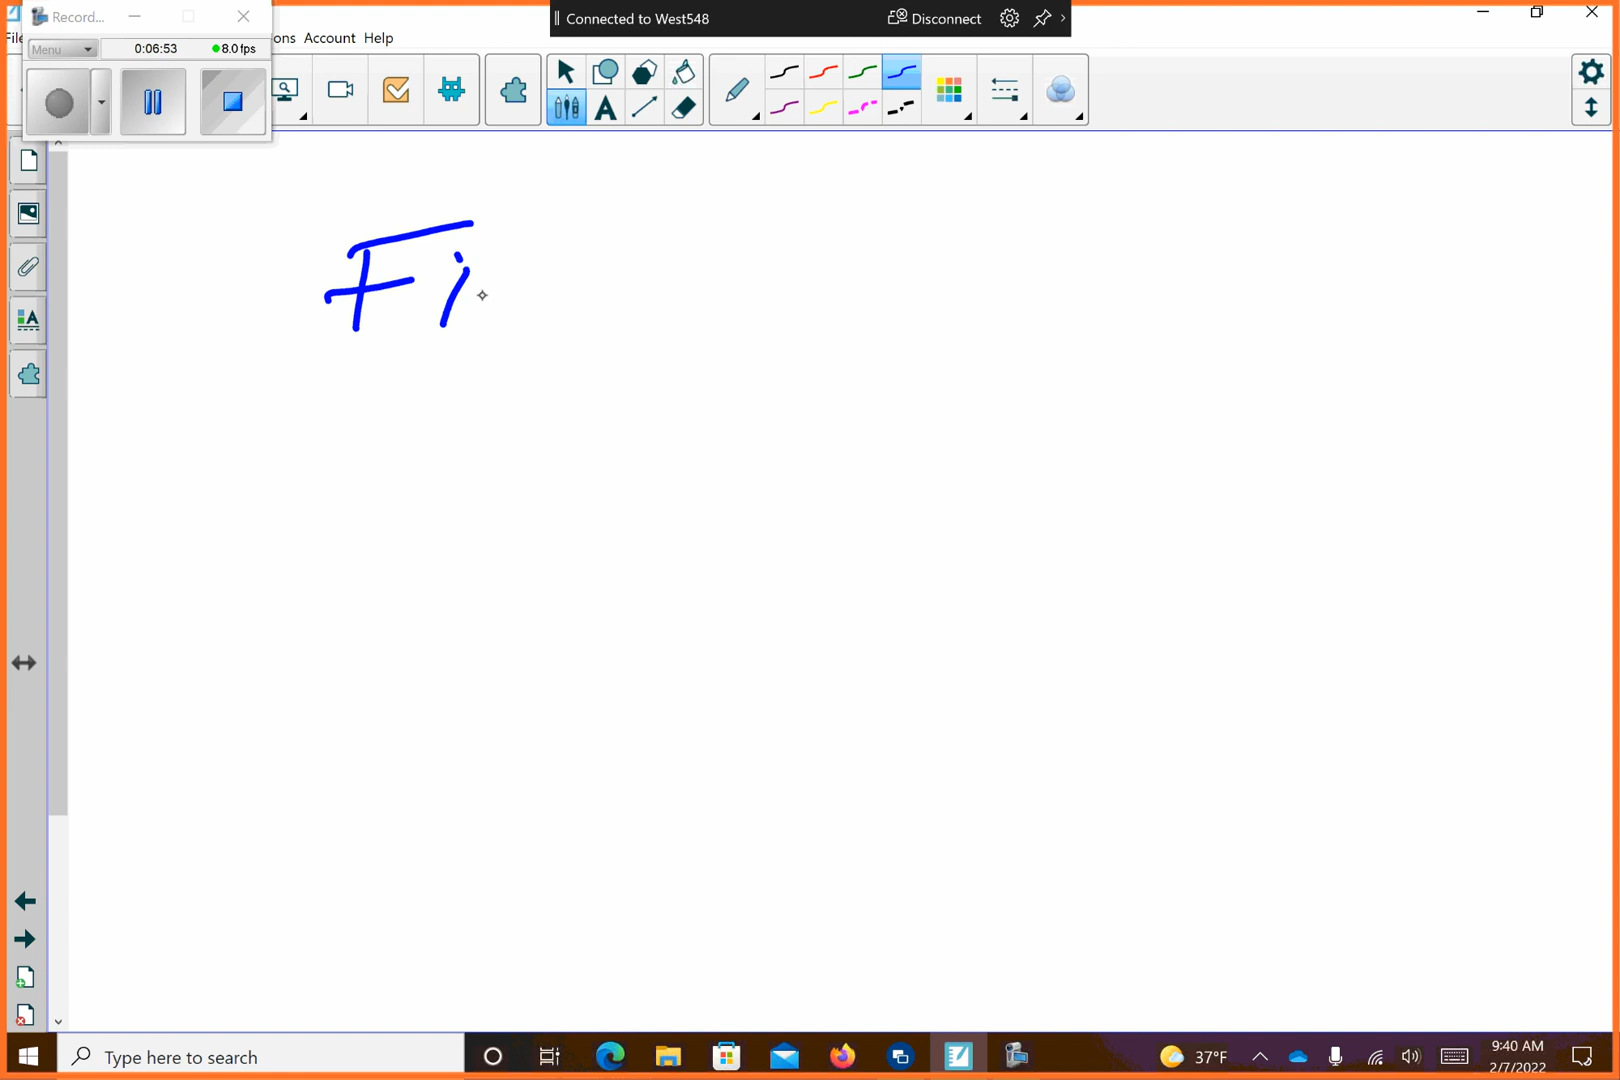 Record...
Connected to West548
Disconnect
Menu
0:06:53
8.0 fps
File
ons Account Help
A
Fi
A
Type here to search
37°F
9:40 AM
2/7/2022